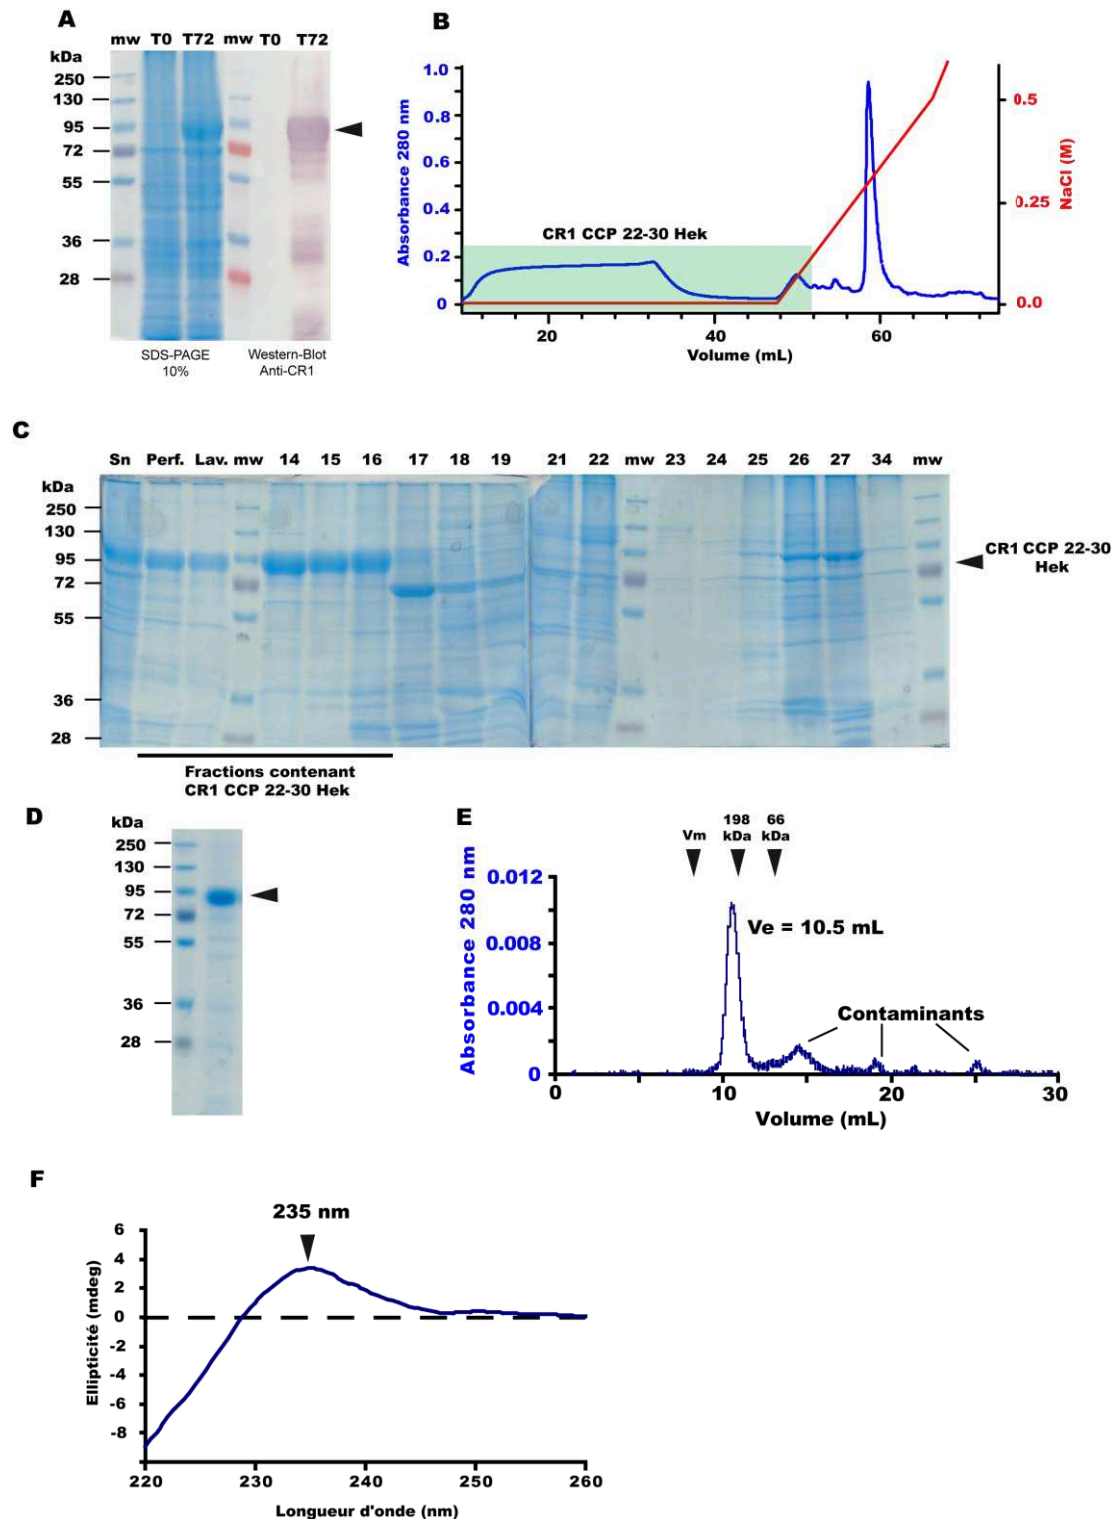 A
mw T0 T72 mw T0 T72
kDa
250
130
95
72
55
36
28
SDS-PAGE
10%
Western-Blot
Anti-CR1
B
Absorbance 280 nm
1.0
0.8
0.6
0.4
0.2
0
CR1 CCP 22-30 Hek
20 40 60
Volume (mL)
0.5
0.25
0.0
NaCl (M)
C
Sn Perf. Lav. mw 14 15 16 17 18 19 21 22 mw 23 24 25 26 27 34 mw
kDa
250
130
95
72
55
36
28
CR1 CCP 22-30
Hek
Fractions contenant
CR1 CCP 22-30 Hek
D
kDa
250
130
95
72
55
36
28
E
Vm
198
kDa
66
kDa
Absorbance 280 nm
0.012
0.008
0.004
0
Ve = 10.5 mL
Contaminants
0 10 20 30
Volume (mL)
F
235 nm
Ellipticité (mdeg)
6
4
2
0
-2
-4
-6
-8
220 230 240 250 260
Longueur d'onde (nm)